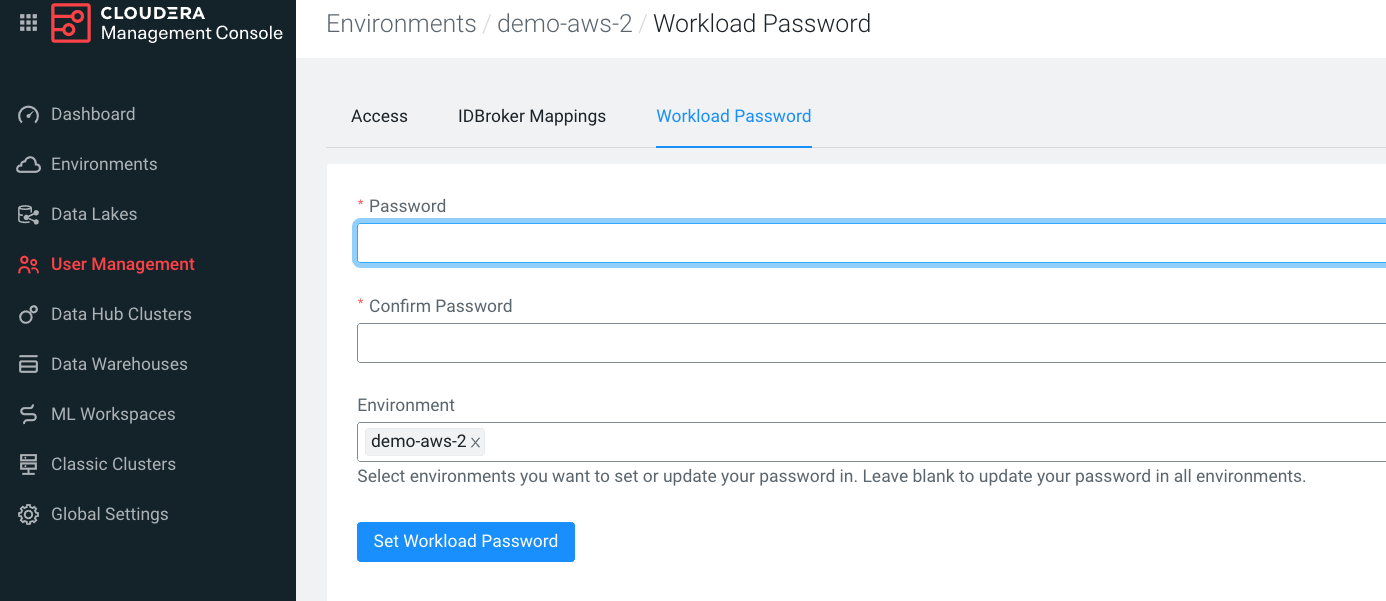 CLOUDERA
Management Console
Dashboard
Environments
Data Lakes
User Management
Data Hub Clusters
Data Warehouses
ML Workspaces
Classic Clusters
Global Settings
Environments / demo-aws-2 / Workload Password
Access IDBroker Mappings Workload Password
* Password
* Confirm Password
Environment
demo-aws-2 ×
Select environments you want to set or update your password in. Leave blank to update your password in all environments.
Set Workload Password